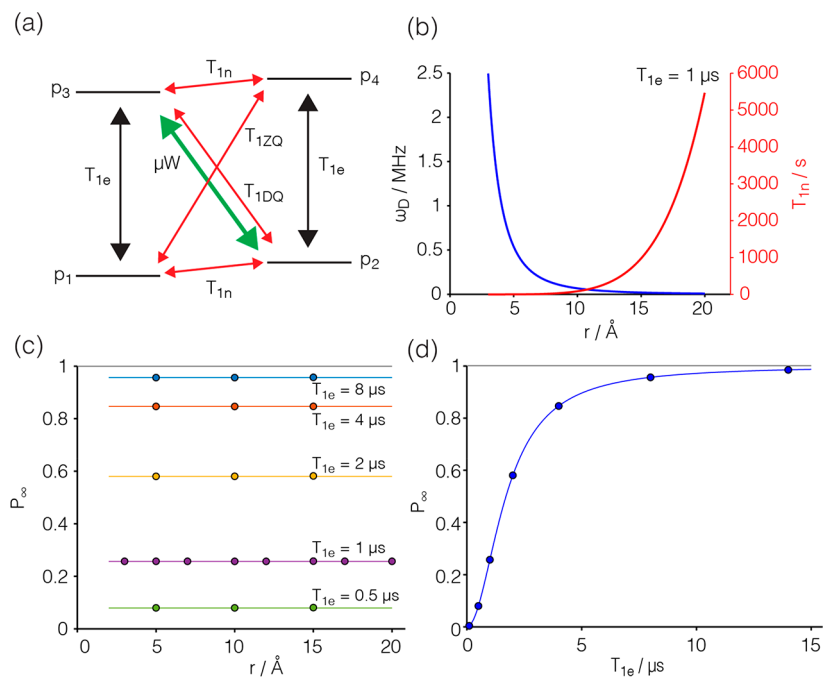 (a)
T1n
p3
p4
T1ZQ
T1e
µW
T1e
T1DQ
p1
p2
T1n
(b)
T1e = 1 µs
2.5
2
1.5
1
0.5
0
ωD / MHz
6000
5000
4000
3000
2000
1000
0
T1n / s
0
5
10
15
20
r / Å
(c)
1
0.8
0.6
0.4
0.2
0
P∞
T1e = 8 µs
T1e = 4 µs
T1e = 2 µs
T1e = 1 µs
T1e = 0.5 µs
0
5
10
15
20
r / Å
(d)
1
0.8
0.6
0.4
0.2
0
P∞
0
5
10
15
T1e / µs